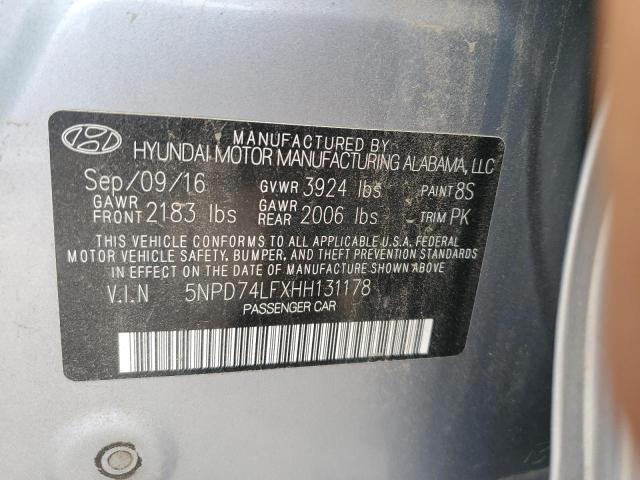 MANUFACTURED BY
HYUNDAI MOTOR MANUFACTURING ALABAMA, LLC
Sep/09/16 GVWR 3924 lbs PAINT 8S
GAWR FRONT 2183 lbs GAWR REAR 2006 lbs TRIM PK
THIS VEHICLE CONFORMS TO ALL APPLICABLE U.S.A. FEDERAL
MOTOR VEHICLE SAFETY, BUMPER, AND THEFT PREVENTION STANDARDS
IN EFFECT ON THE DATE OF MANUFACTURE SHOWN ABOVE.
V.I.N 5NPD74LFXHH131178
PASSENGER CAR